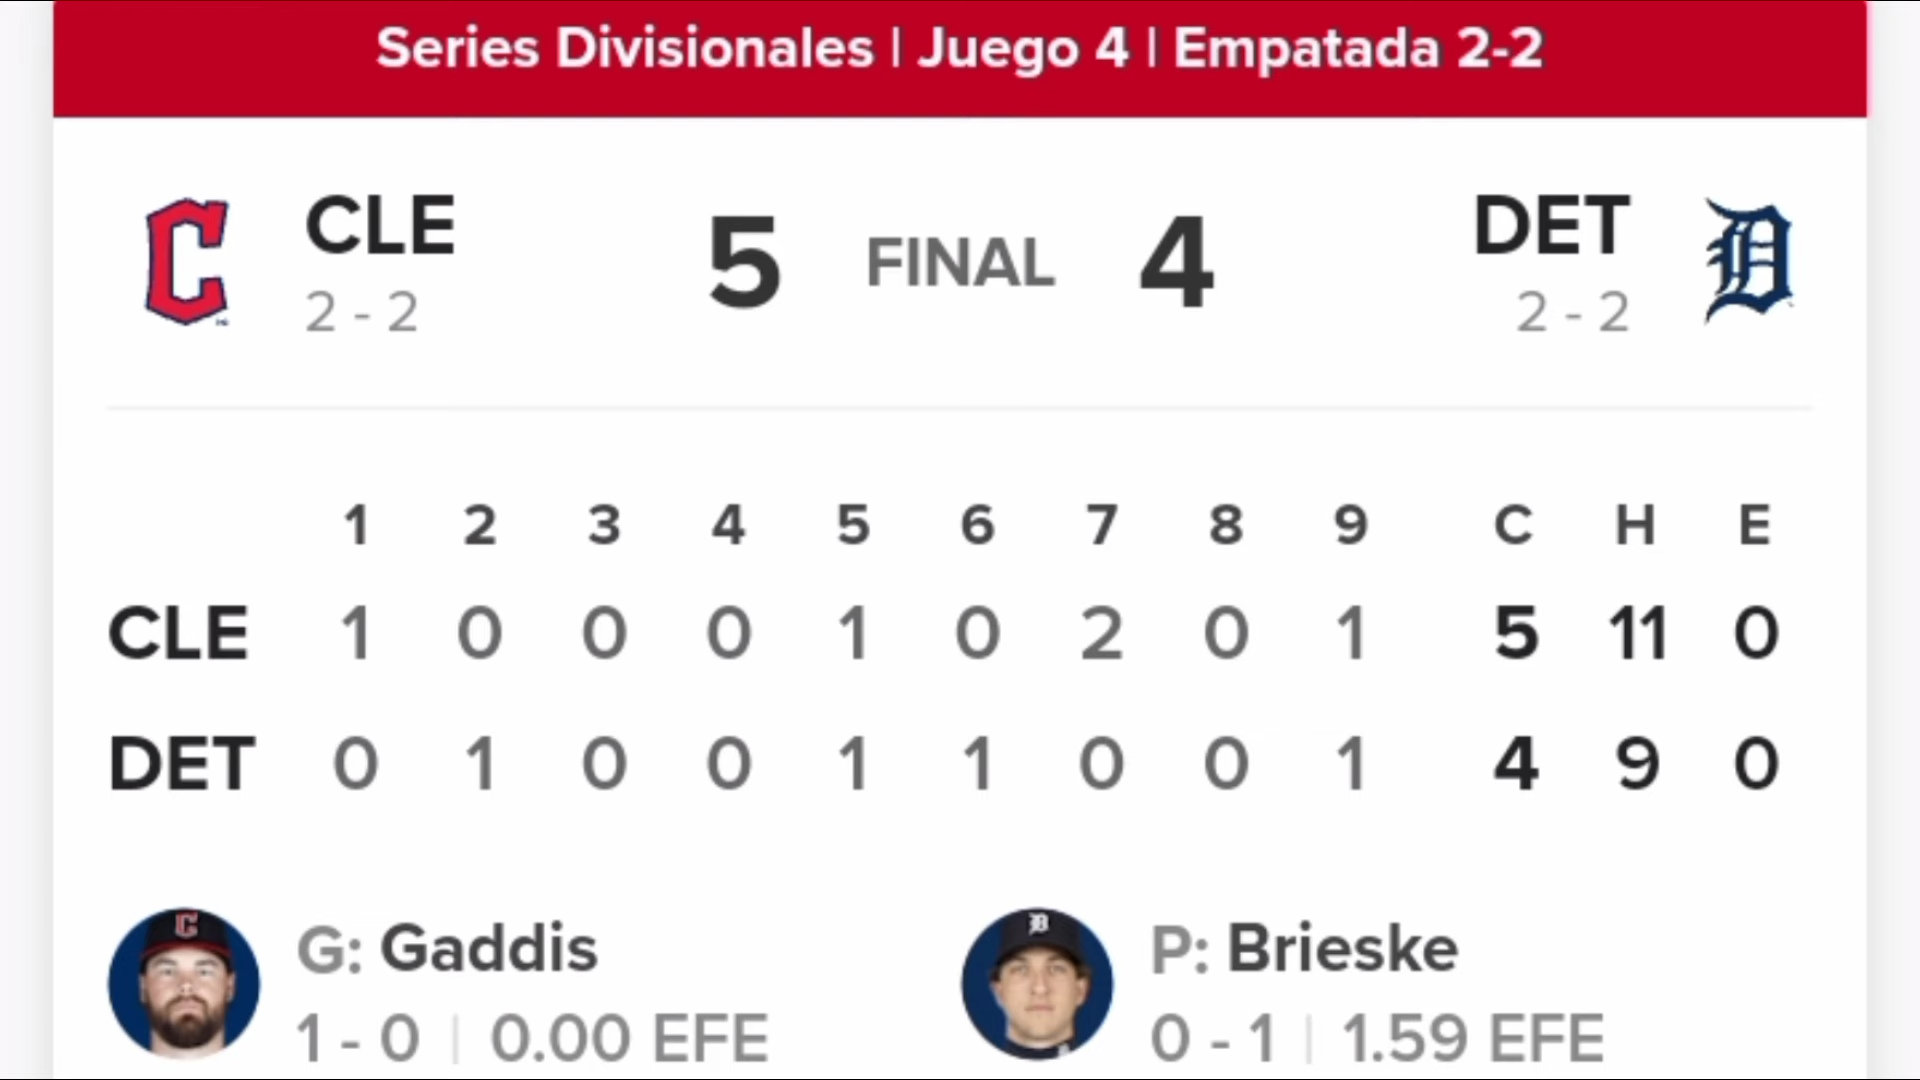 Series Divisionales | Juego 4 | Empatada 2-2
C CLE 5 FINAL 4 DET D
2 - 2 2 - 2
1 2 3 4 5 6 7 8 9 C H E
CLE 1 0 0 0 1 0 2 0 1 5 11 0
DET 0 1 0 0 1 1 0 0 1 4 9 0
G: Gaddis
1 - 0 | 0.00 EFE
P: Brieske
0 - 1 | 1.59 EFE